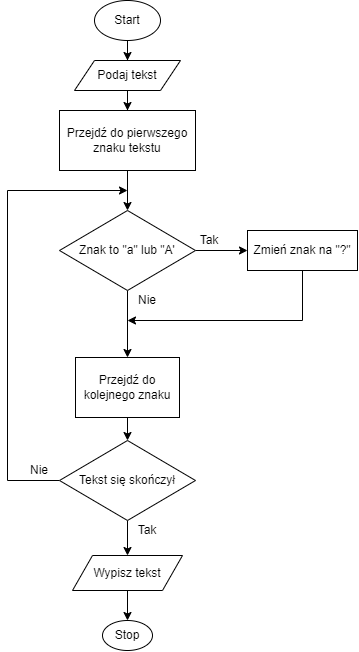 Start
Podaj tekst
Przejdź do pierwszego
znaku tekstu
Znak to "a" lub "A'
Tak
Zmień znak na "?"
Nie
Przejdź do
kolejnego znaku
Nie
Tekst się skończył
Tak
Wypisz tekst
Stop